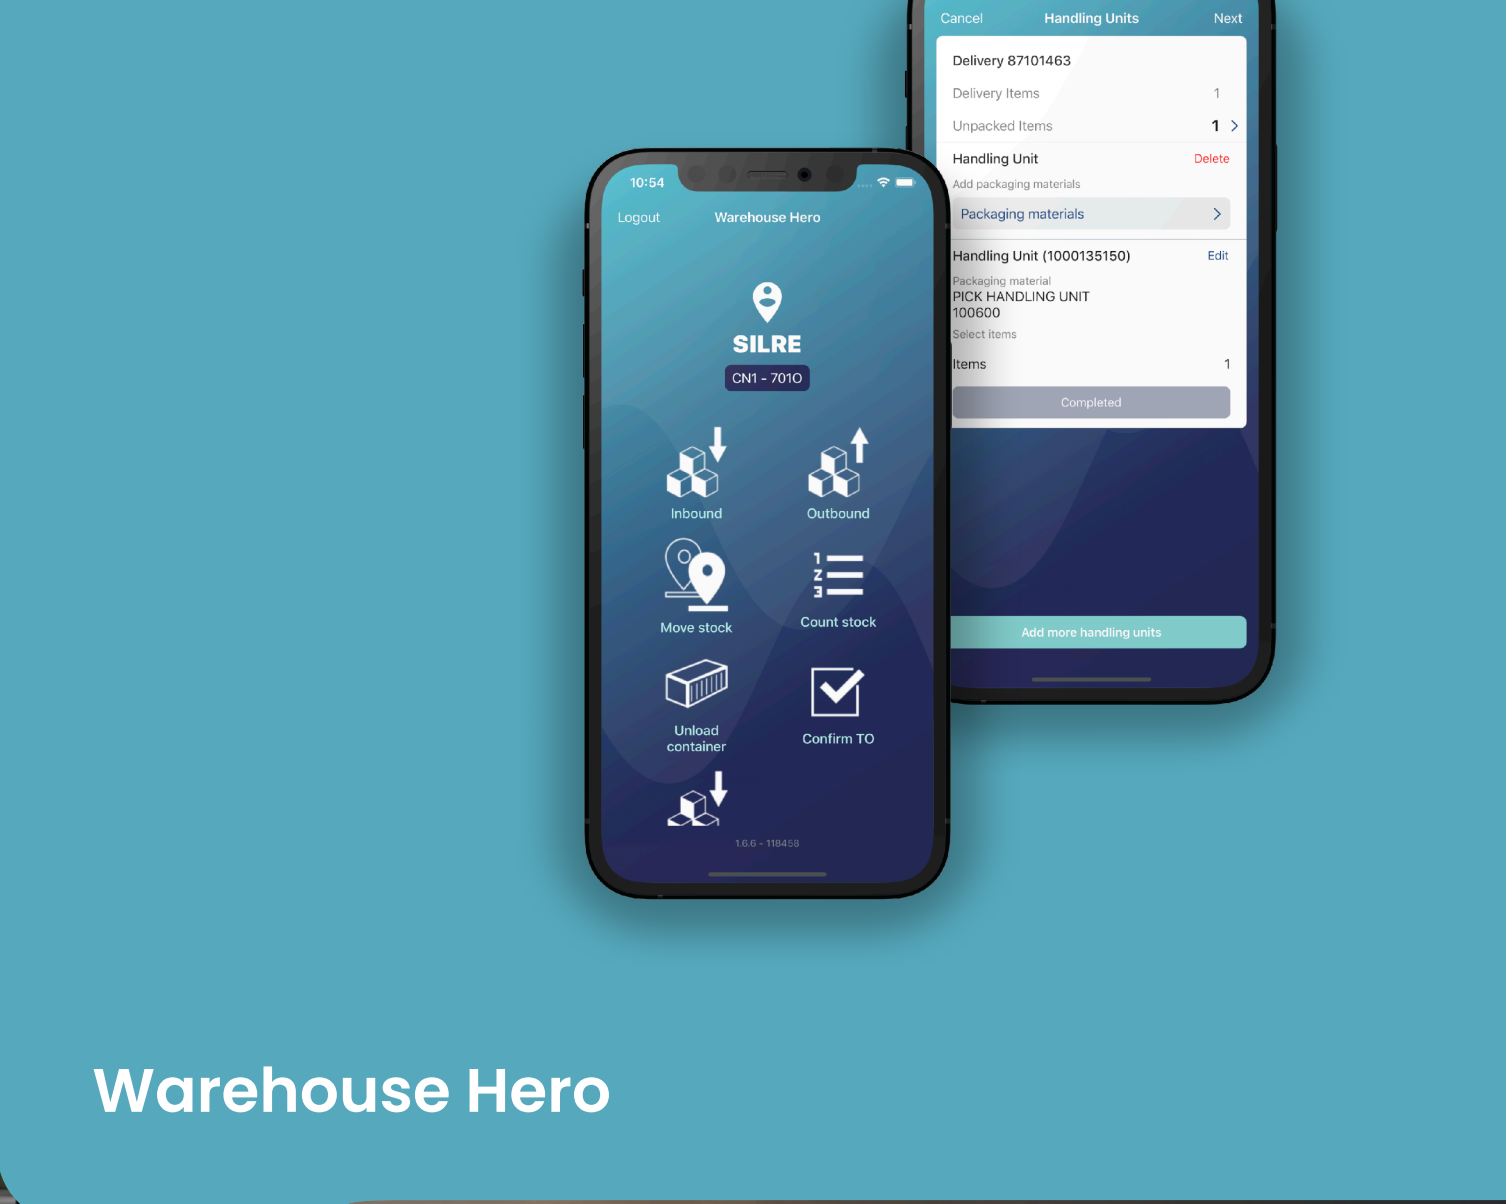 Cancel Handling Units Next
Delivery 87101463
Delivery Items 1
Unpacked Items 1
Handling Unit Delete
Add packaging materials
Packaging materials
Handling Unit (1000135150) Edit
Packaging material
PICK HANDLING UNIT
100600
Select items
Items 1
Completed
Add more handling units
10:54
Logout Warehouse Hero
SILRE
CN1 - 701O
Inbound Outbound
Move stock Count stock
Unload
container
Confirm TO
1.6.6 - 118458
Warehouse Hero